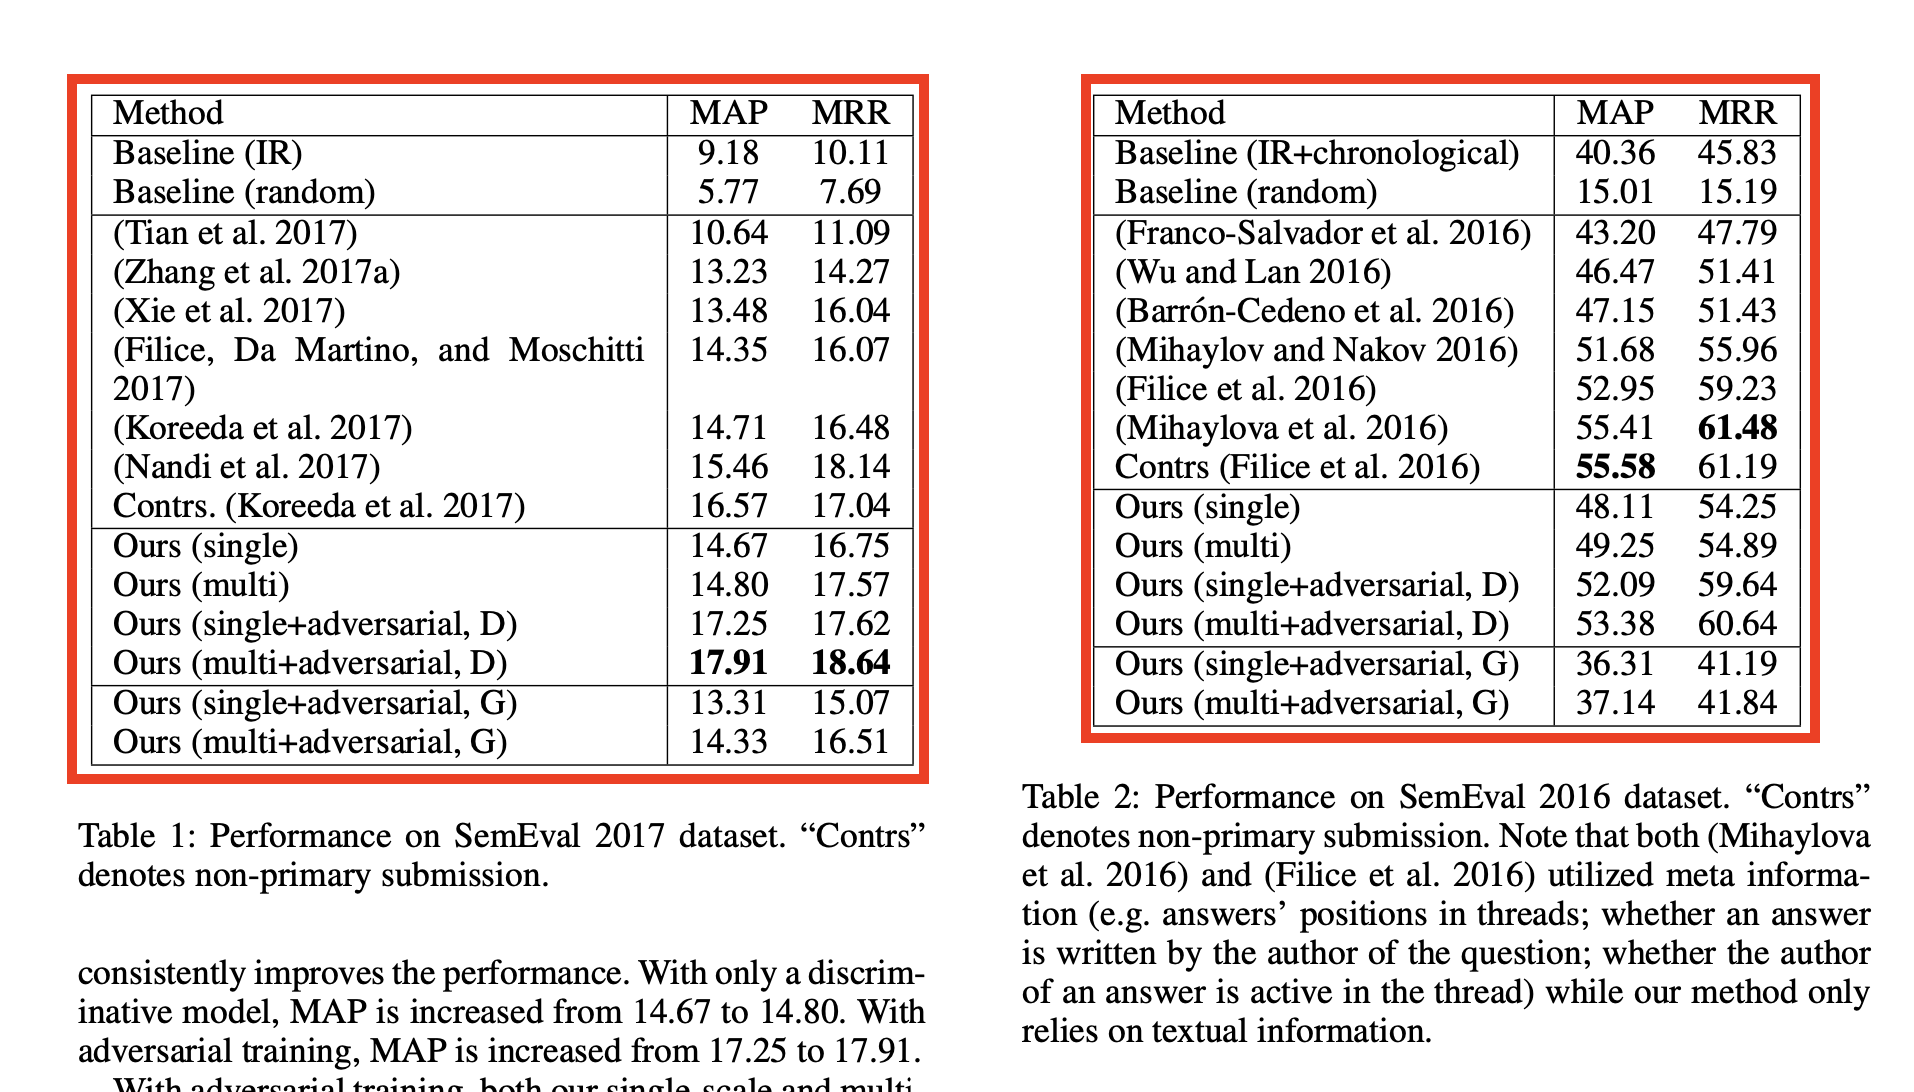 Method MAP MRR
Baseline (IR) 9.18 10.11
Baseline (random) 5.77 7.69
(Tian et al. 2017) 10.64 11.09
(Zhang et al. 2017a) 13.23 14.27
(Xie et al. 2017) 13.48 16.04
(Filice, Da Martino, and Moschitti 14.35 16.07
2017)
(Koreeda et al. 2017) 14.71 16.48
(Nandi et al. 2017) 15.46 18.14
Contrs. (Koreeda et al. 2017) 16.57 17.04
Ours (single) 14.67 16.75
Ours (multi) 14.80 17.57
Ours (single+adversarial, D) 17.25 17.62
Ours (multi+adversarial, D) 17.91 18.64
Ours (single+adversarial, G) 13.31 15.07
Ours (multi+adversarial, G) 14.33 16.51
Table 1: Performance on SemEval 2017 dataset. “Contrs”
denotes non-primary submission.
consistently improves the performance. With only a discrim-
inative model, MAP is increased from 14.67 to 14.80. With
adversarial training, MAP is increased from 17.25 to 17.91.
With adversarial training, both our single-scale and multi-
Method MAP MRR
Baseline (IR+chronological) 40.36 45.83
Baseline (random) 15.01 15.19
(Franco-Salvador et al. 2016) 43.20 47.79
(Wu and Lan 2016) 46.47 51.41
(Barrón-Cedeno et al. 2016) 47.15 51.43
(Mihaylov and Nakov 2016) 51.68 55.96
(Filice et al. 2016) 52.95 59.23
(Mihaylova et al. 2016) 55.41 61.48
Contrs (Filice et al. 2016) 55.58 61.19
Ours (single) 48.11 54.25
Ours (multi) 49.25 54.89
Ours (single+adversarial, D) 52.09 59.64
Ours (multi+adversarial, D) 53.38 60.64
Ours (single+adversarial, G) 36.31 41.19
Ours (multi+adversarial, G) 37.14 41.84
Table 2: Performance on SemEval 2016 dataset. “Contrs”
denotes non-primary submission. Note that both (Mihaylova
et al. 2016) and (Filice et al. 2016) utilized meta informa-
tion (e.g. answers’ positions in threads; whether an answer
is written by the author of the question; whether the author
of an answer is active in the thread) while our method only
relies on textual information.